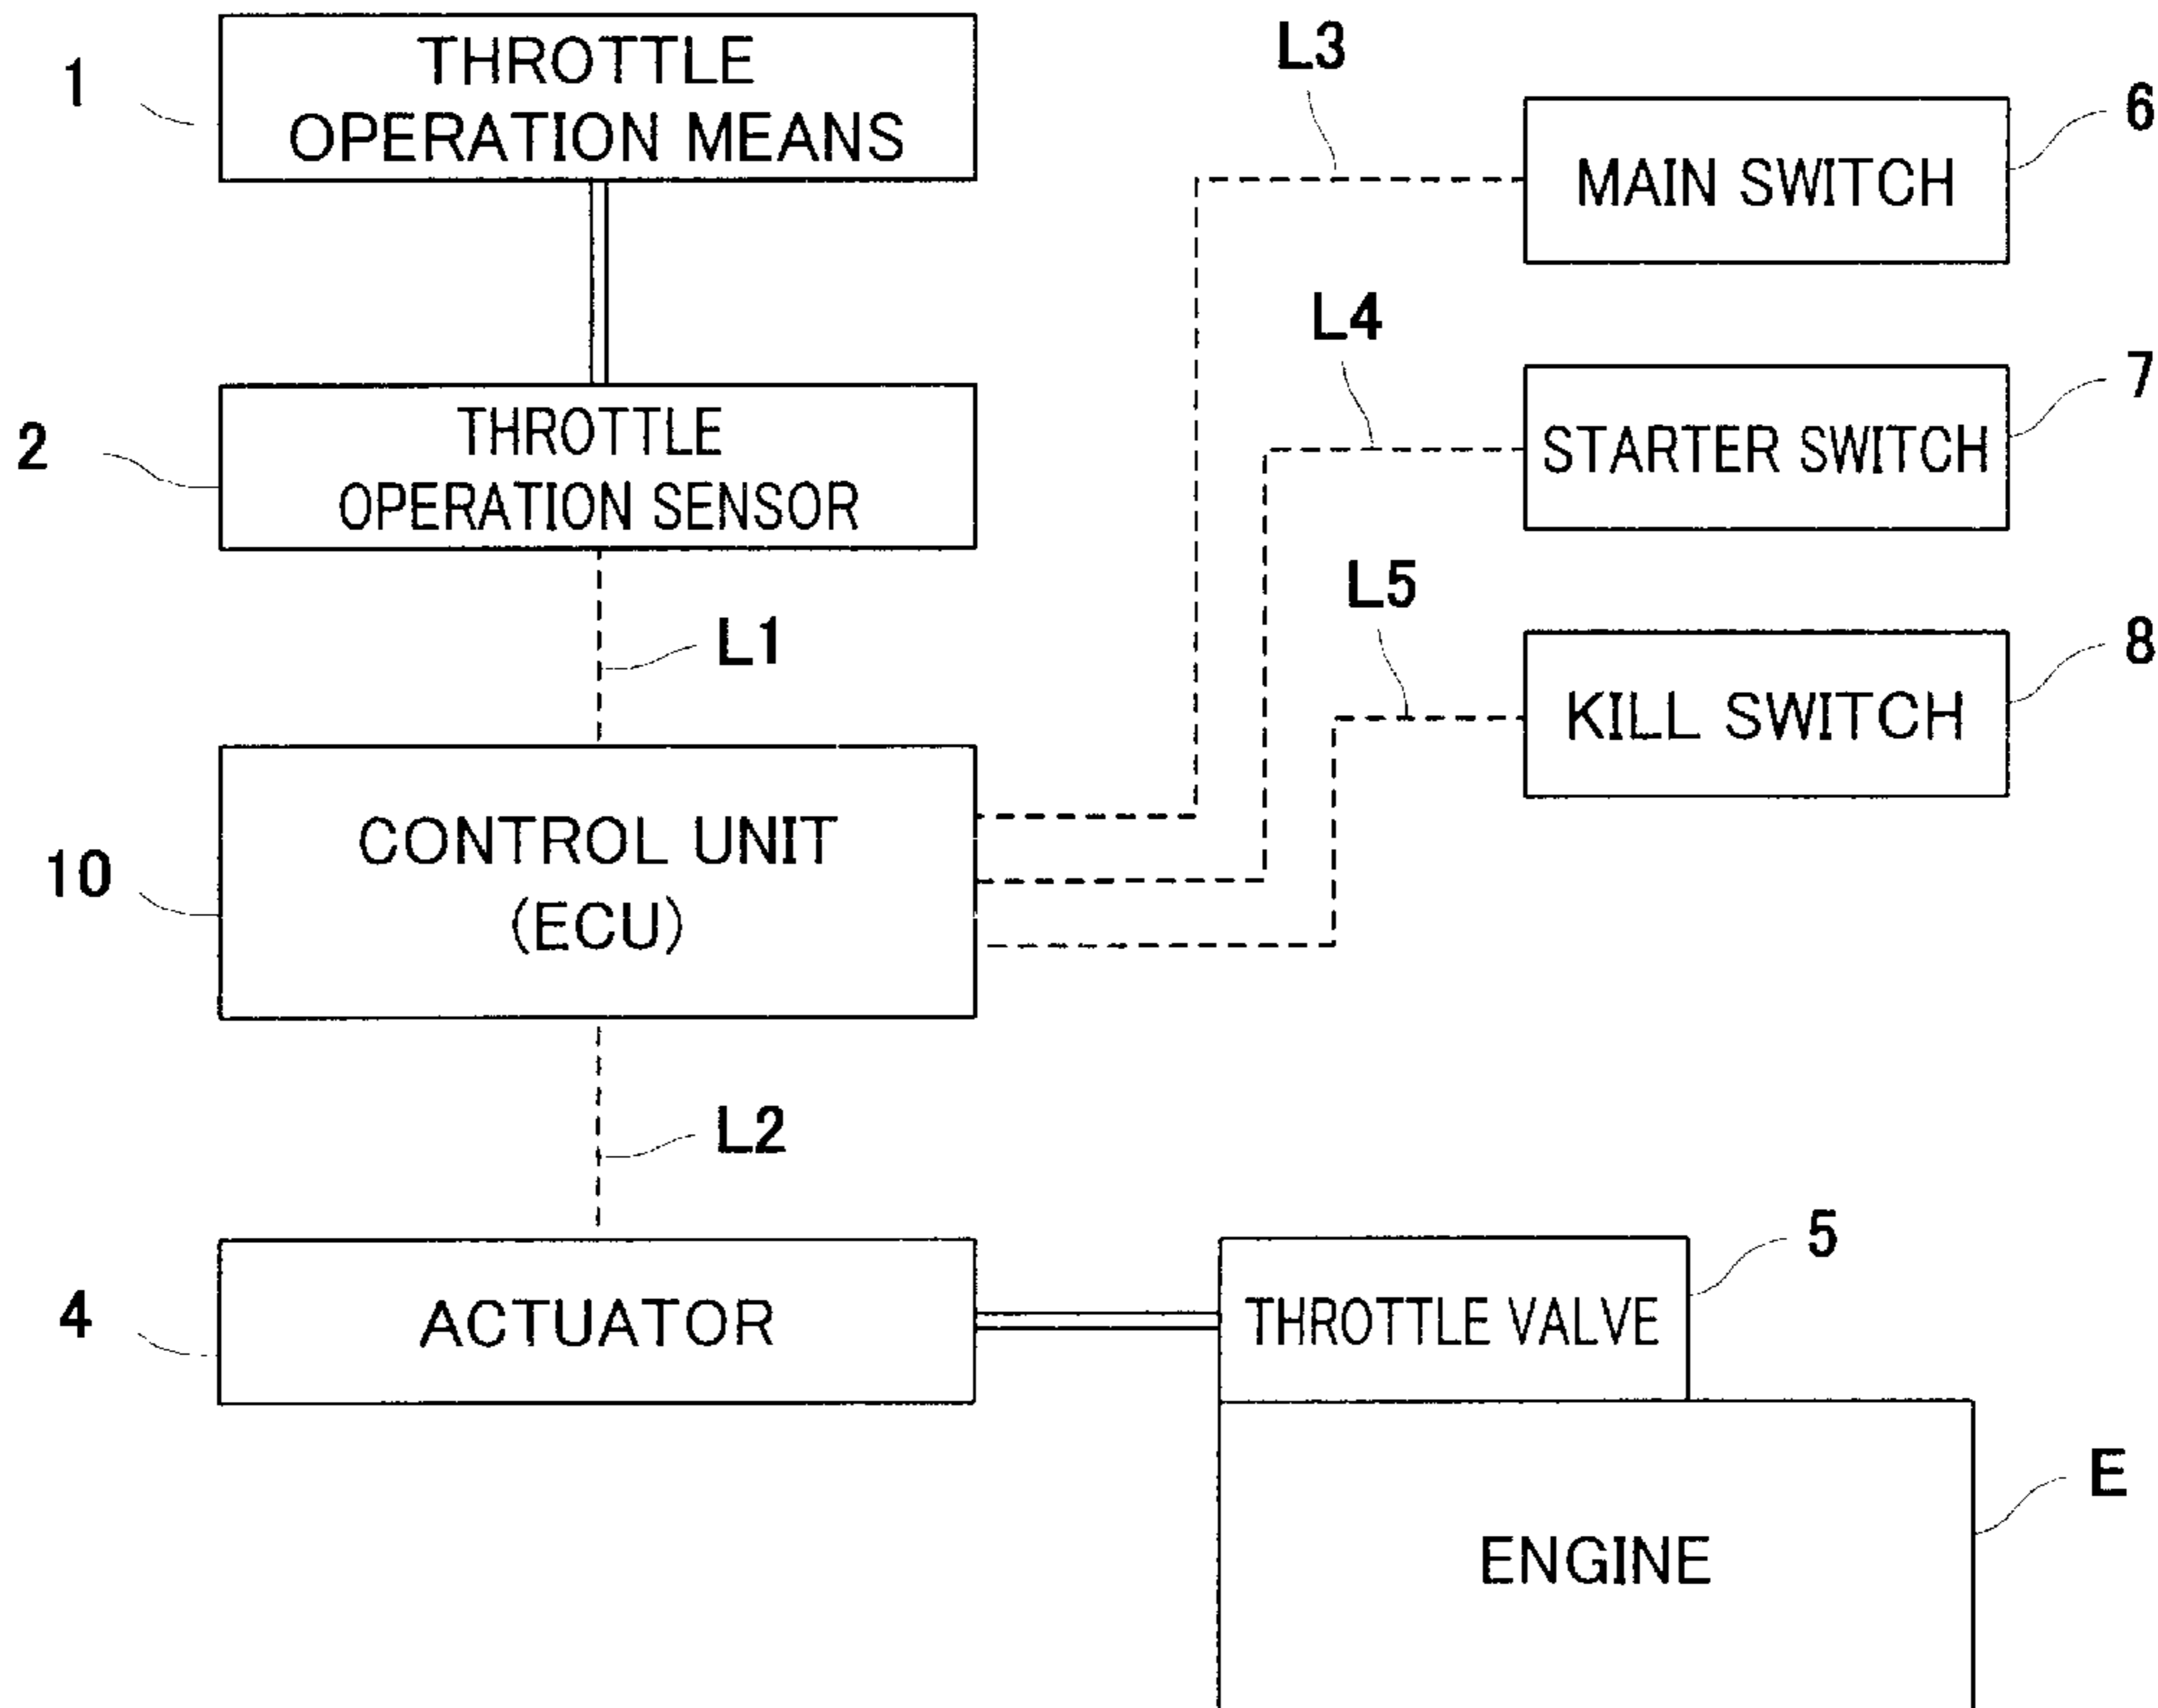 1
THROTTLE
OPERATION MEANS
L3
6
MAIN SWITCH
2
THROTTLE
OPERATION SENSOR
L4
7
STARTER SWITCH
L1
L5
8
KILL SWITCH
10
CONTROL UNIT
(ECU)
L2
4
ACTUATOR
5
THROTTLE VALVE
E
ENGINE